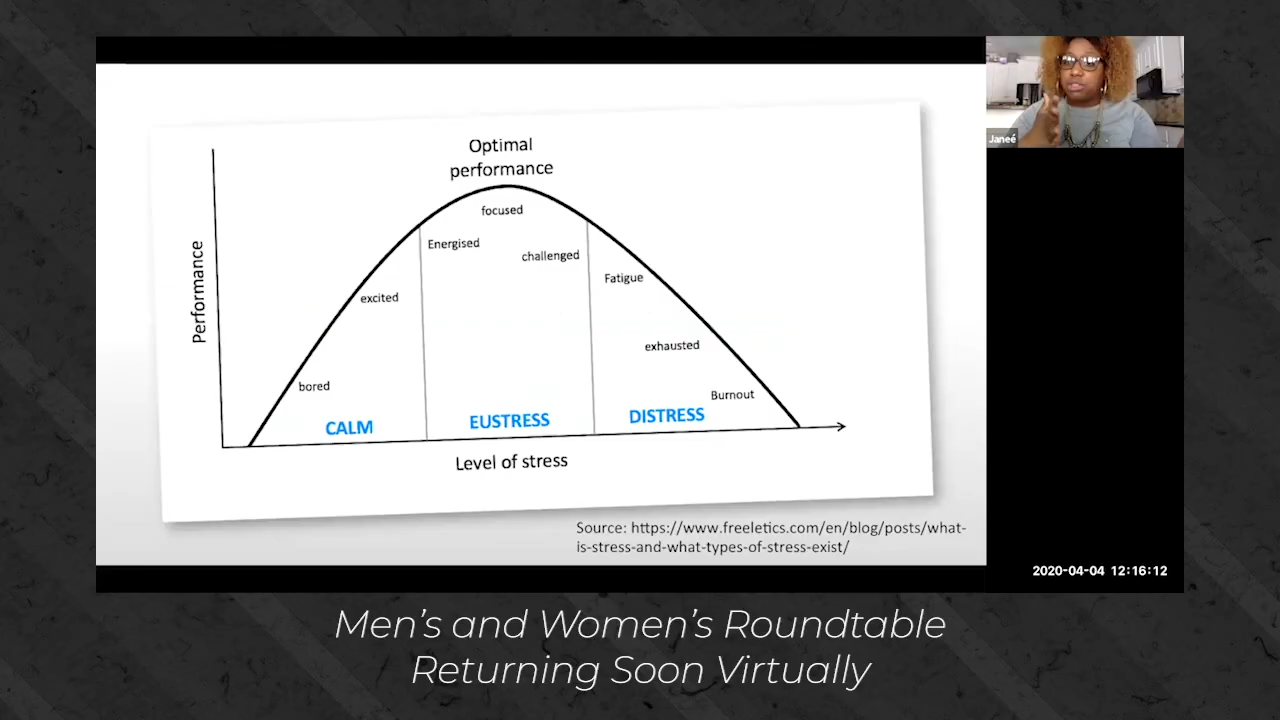 Optimal
performance
focused
Energised
challenged
Fatigue
excited
exhausted
bored
Burnout
CALM
EUSTRESS
DISTRESS
Performance
Level of stress
Source: https://www.freeletics.com/en/blog/posts/what-
is-stress-and-what-types-of-stress-exist/
Janeé
2020-04-04 12:16:12
Men's and Women's Roundtable
Returning Soon Virtually